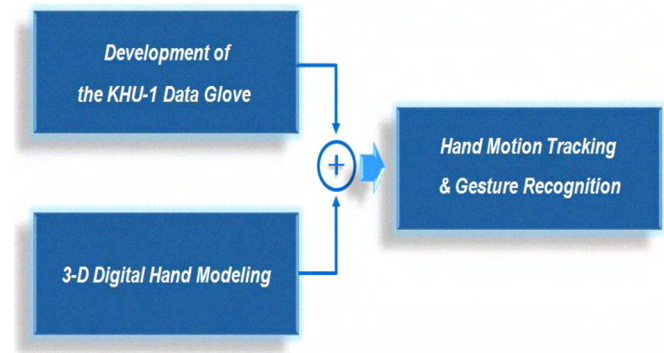 Development of
the KHU-1 Data Glove
+
Hand Motion Tracking
& Gesture Recognition
3-D Digital Hand Modeling